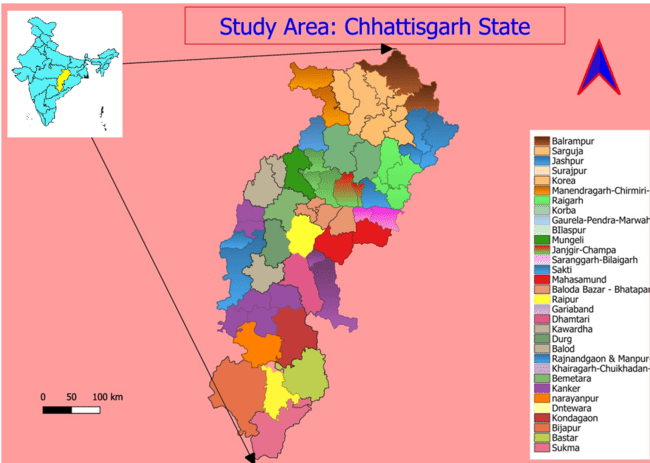 Study Area: Chhattisgarh State
Balrampur
Sarguja
Jashpur
Surajpur
Korea
Manendragarh-Chirmiri-
Raigarh
Korba
Gaurela-Pendra-Marwah
BIlaspur
Mungeli
Janjgir-Champa
Saranggarh-Bilaigarh
Sakti
Mahasamund
Baloda Bazar - Bhatapar
Raipur
Gariaband
Dhamtari
Kawardha
Durg
Balod
Rajnandgaon & Manpur-
Khairagarh-Chuikhadan-
Bemetara
Kanker
narayanpur
Dntewara
Kondagaon
Bijapur
Bastar
Sukma
0 50 100 km